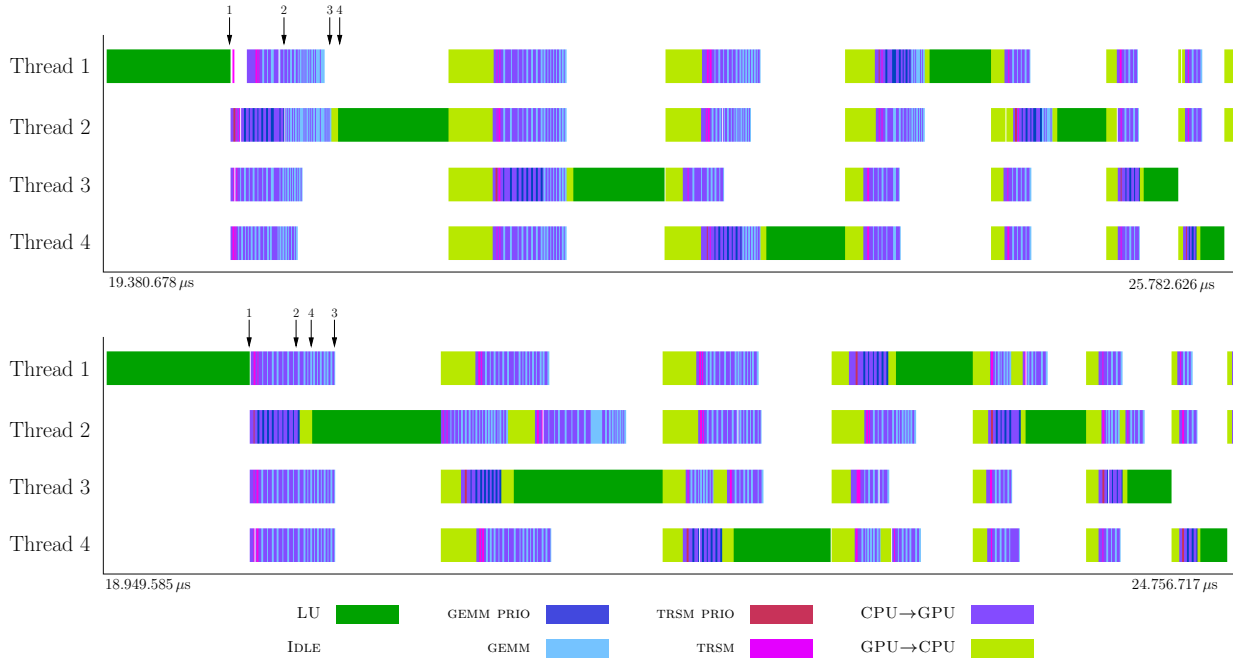 1 2 3 4
Thread 1
Thread 2
Thread 3
Thread 4
19.380.678 µs 25.782.626 µs
1 2 4 3
Thread 1
Thread 2
Thread 3
Thread 4
18.949.585 µs 24.756.717 µs
LU GEMM PRIO TRSM PRIO CPU→GPU
IDLE GEMM TRSM GPU→CPU